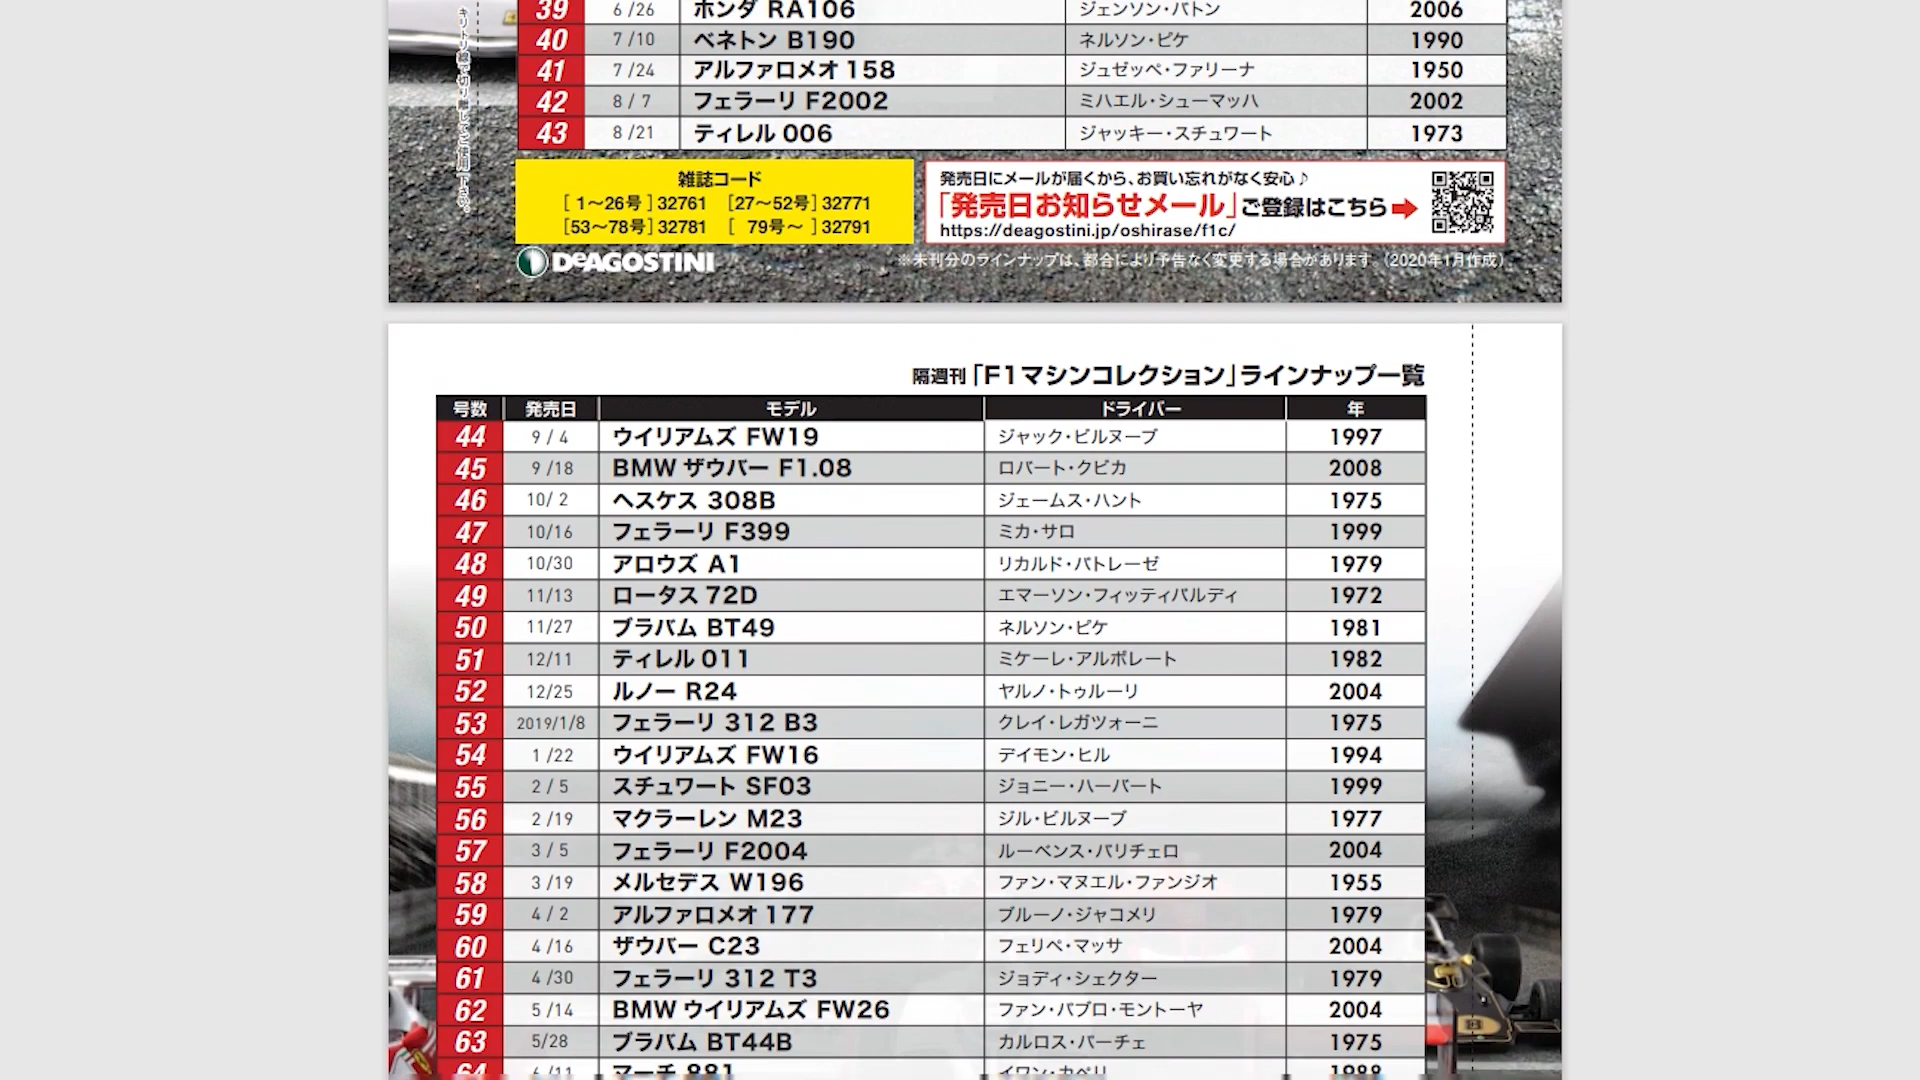 キリトリ線で切り離してご使用下さい。
39 6/26 ホンダ RA106 ジェンソン・バトン 2006
40 7/10 ベネトン B190 ネルソン・ピケ 1990
41 7/24 アルファロメオ 158 ジュゼッペ・ファリーナ 1950
42 8/7 フェラーリ F2002 ミハエル・シューマッハ 2002
43 8/21 ティレル 006 ジャッキー・スチュワート 1973
雑誌コード
[ 1～26号 ] 32761 [27～52号] 32771
[53～78号] 32781 [ 79号～ ] 32791
発売日にメールが届くから、お買い忘れがなく安心♪
「発売日お知らせメール」ご登録はこちら➡
https://deagostini.jp/oshirase/f1c/
DeAGOSTINI
※未刊分のラインナップは、都合により予告なく変更する場合があります。（2020年1月作成）
隔週刊「F1マシンコレクション」ラインナップ一覧
号数 発売日 モデル ドライバー 年
44 9/4 ウイリアムズ FW19 ジャック・ビルヌーブ 1997
45 9/18 BMW ザウバー F1.08 ロバート・クビカ 2008
46 10/2 ヘスケス 308B ジェームス・ハント 1975
47 10/16 フェラーリ F399 ミカ・サロ 1999
48 10/30 アロウズ A1 リカルド・パトレーゼ 1979
49 11/13 ロータス 72D エマーソン・フィッティパルディ 1972
50 11/27 ブラバム BT49 ネルソン・ピケ 1981
51 12/11 ティレル 011 ミケーレ・アルボレート 1982
52 12/25 ルノー R24 ヤルノ・トゥルーリ 2004
53 2019/1/8 フェラーリ 312 B3 クレイ・レガツォーニ 1975
54 1/22 ウイリアムズ FW16 デイモン・ヒル 1994
55 2/5 スチュワート SF03 ジョニー・ハーバート 1999
56 2/19 マクラーレン M23 ジル・ビルヌーブ 1977
57 3/5 フェラーリ F2004 ルーベンス・バリチェロ 2004
58 3/19 メルセデス W196 ファン・マヌエル・ファンジオ 1955
59 4/2 アルファロメオ 177 ブルーノ・ジャコメリ 1979
60 4/16 ザウバー C23 フェリペ・マッサ 2004
61 4/30 フェラーリ 312 T3 ジョディ・シェクター 1979
62 5/14 BMW ウイリアムズ FW26 ファン・パブロ・モントーヤ 2004
63 5/28 ブラバム BT44B カルロス・パーチェ 1975
64 6/11 マーチ 881 イワン・カペリ 1988